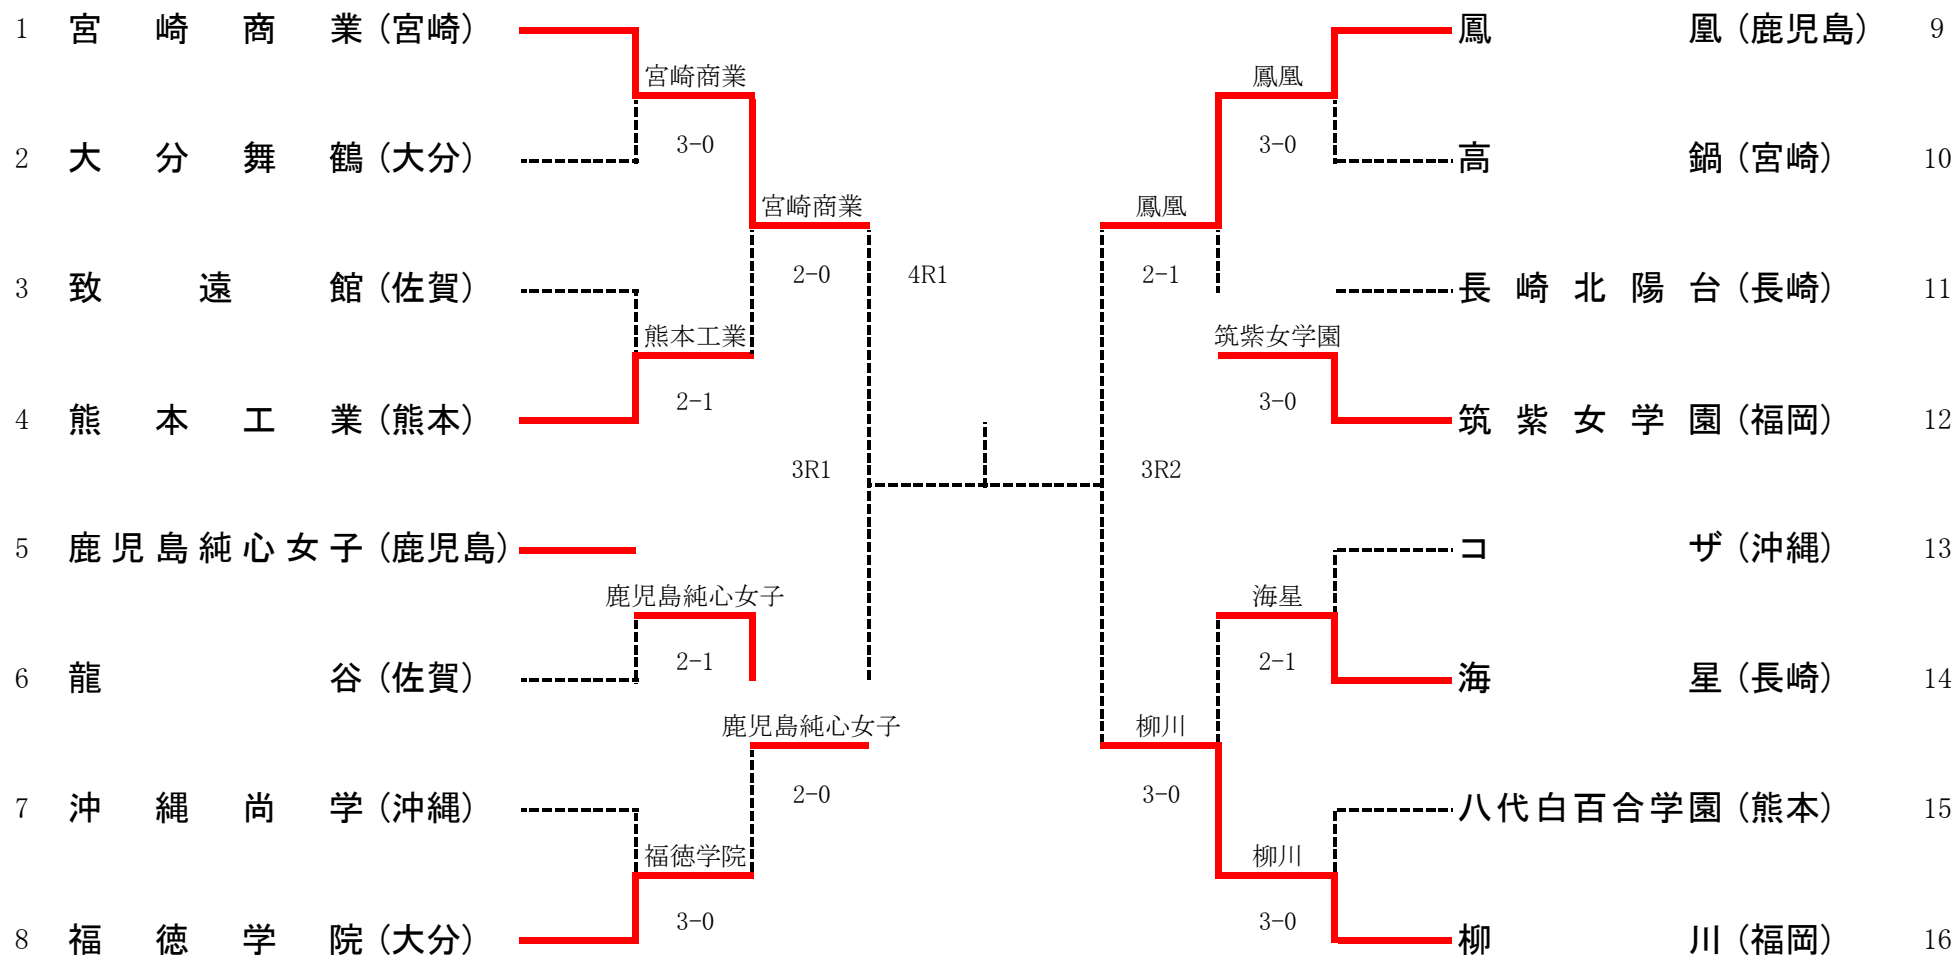 1 宮崎商業(宮崎)
宮崎商業
3-0
2 大分舞鶴(大分)
宮崎商業
2-0
4R1
3 致遠館(佐賀)
熊本工業
2-1
4 熊本工業(熊本)
3R1
5 鹿児島純心女子(鹿児島)
鹿児島純心女子
2-1
6 龍谷(佐賀)
鹿児島純心女子
2-0
7 沖縄尚学(沖縄)
福徳学院
3-0
8 福徳学院(大分)
鳳凰(鹿児島) 9
鳳凰
3-0
高鍋(宮崎) 10
鳳凰
2-1
長崎北陽台(長崎) 11
筑紫女学園
3-0
筑紫女学園(福岡) 12
3R2
コザ(沖縄) 13
海星
2-1
海星(長崎) 14
柳川
3-0
八代白百合学園(熊本) 15
柳川
3-0
柳川(福岡) 16